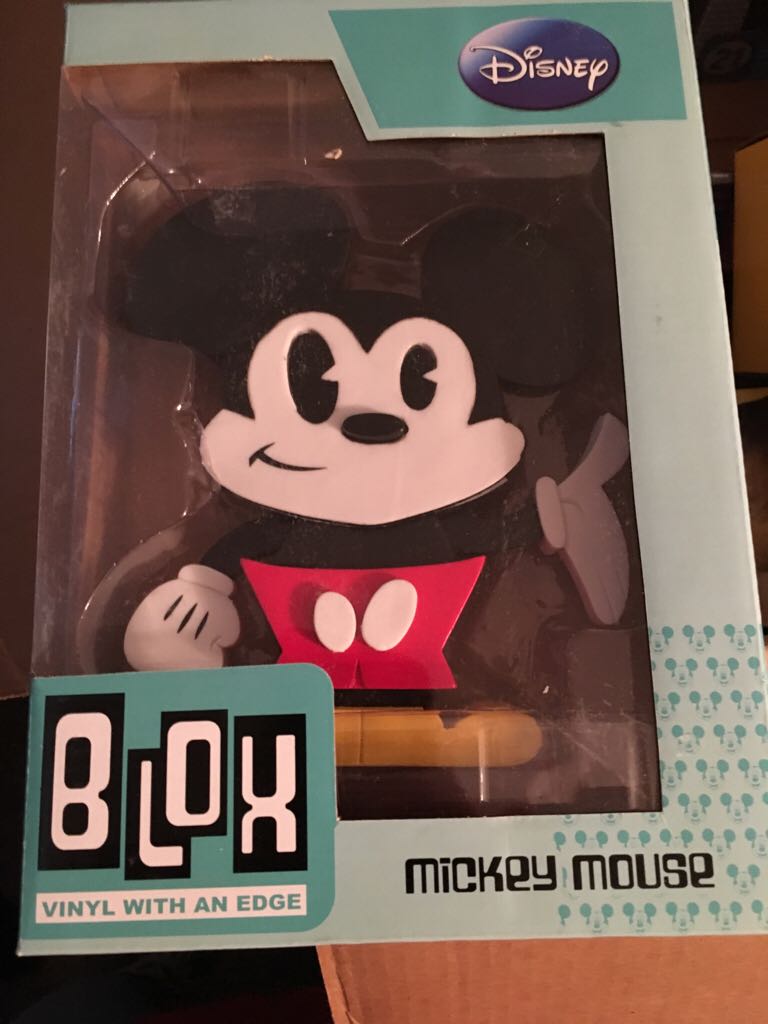 Disney
BLOX
VINYL WITH AN EDGE
mickey mouse